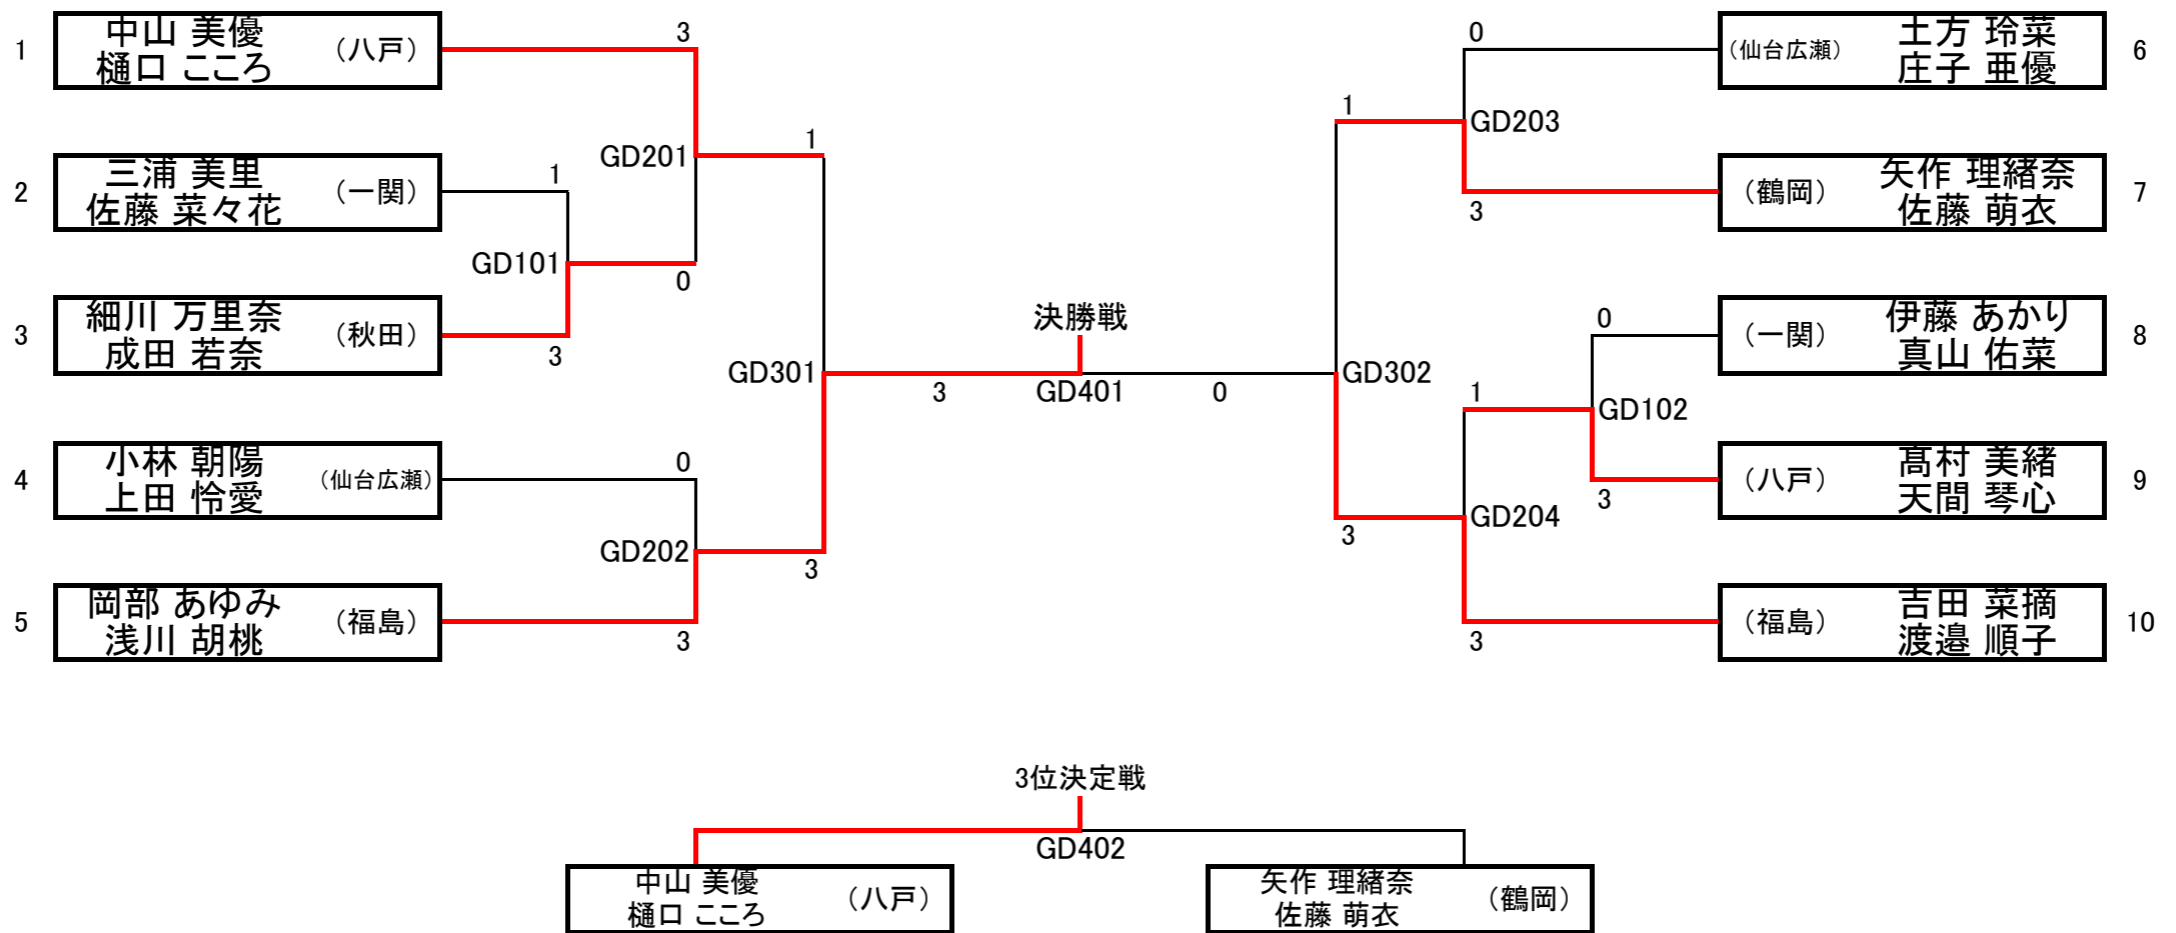 1
中山 美優
樋口 こころ
（八戸）
3
2
三浦 美里
佐藤 菜々花
（一関）
1
GD201
1
GD101
0
3
細川 万里奈
成田 若奈
（秋田）
3
GD301
4
小林 朝陽
上田 怜愛
（仙台広瀬）
0
GD202
3
5
岡部 あゆみ
浅川 胡桃
（福島）
3
決勝戦
3
GD401
0
0
（仙台広瀬）
土方 玲菜
庄子 亜優
6
1
GD203
（鶴岡）
矢作 理緒奈
佐藤 萌衣
7
3
0
（一関）
伊藤 あかり
真山 佑菜
8
GD302
1
GD102
（八戸）
髙村 美緒
天間 琴心
9
3
GD204
3
（福島）
吉田 菜摘
渡邉 順子
10
3
3位決定戦
GD402
中山 美優
樋口 こころ
（八戸）
矢作 理緒奈
佐藤 萌衣
（鶴岡）